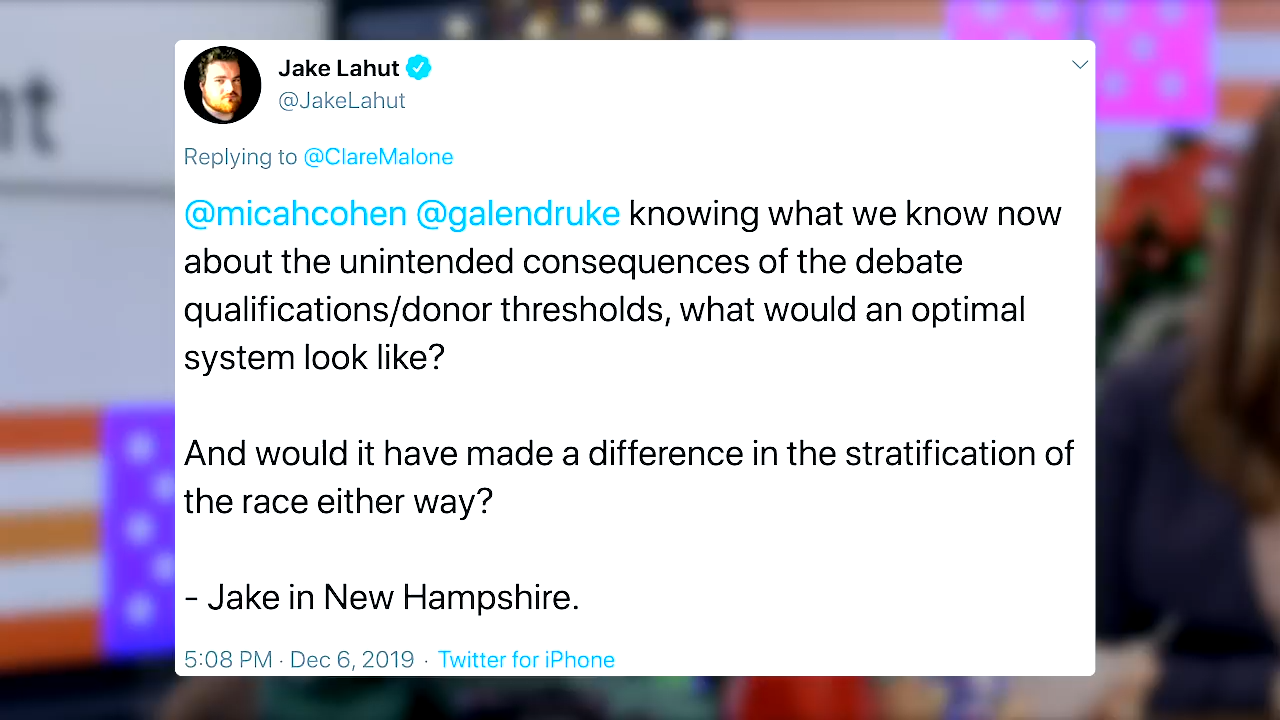 Jake Lahut
@JakeLahut
Replying to @ClareMalone
@micahcohen @galendruke knowing what we know now
about the unintended consequences of the debate
qualifications/donor thresholds, what would an optimal
system look like?
And would it have made a difference in the stratification of
the race either way?
- Jake in New Hampshire.
5:08 PM · Dec 6, 2019 · Twitter for iPhone